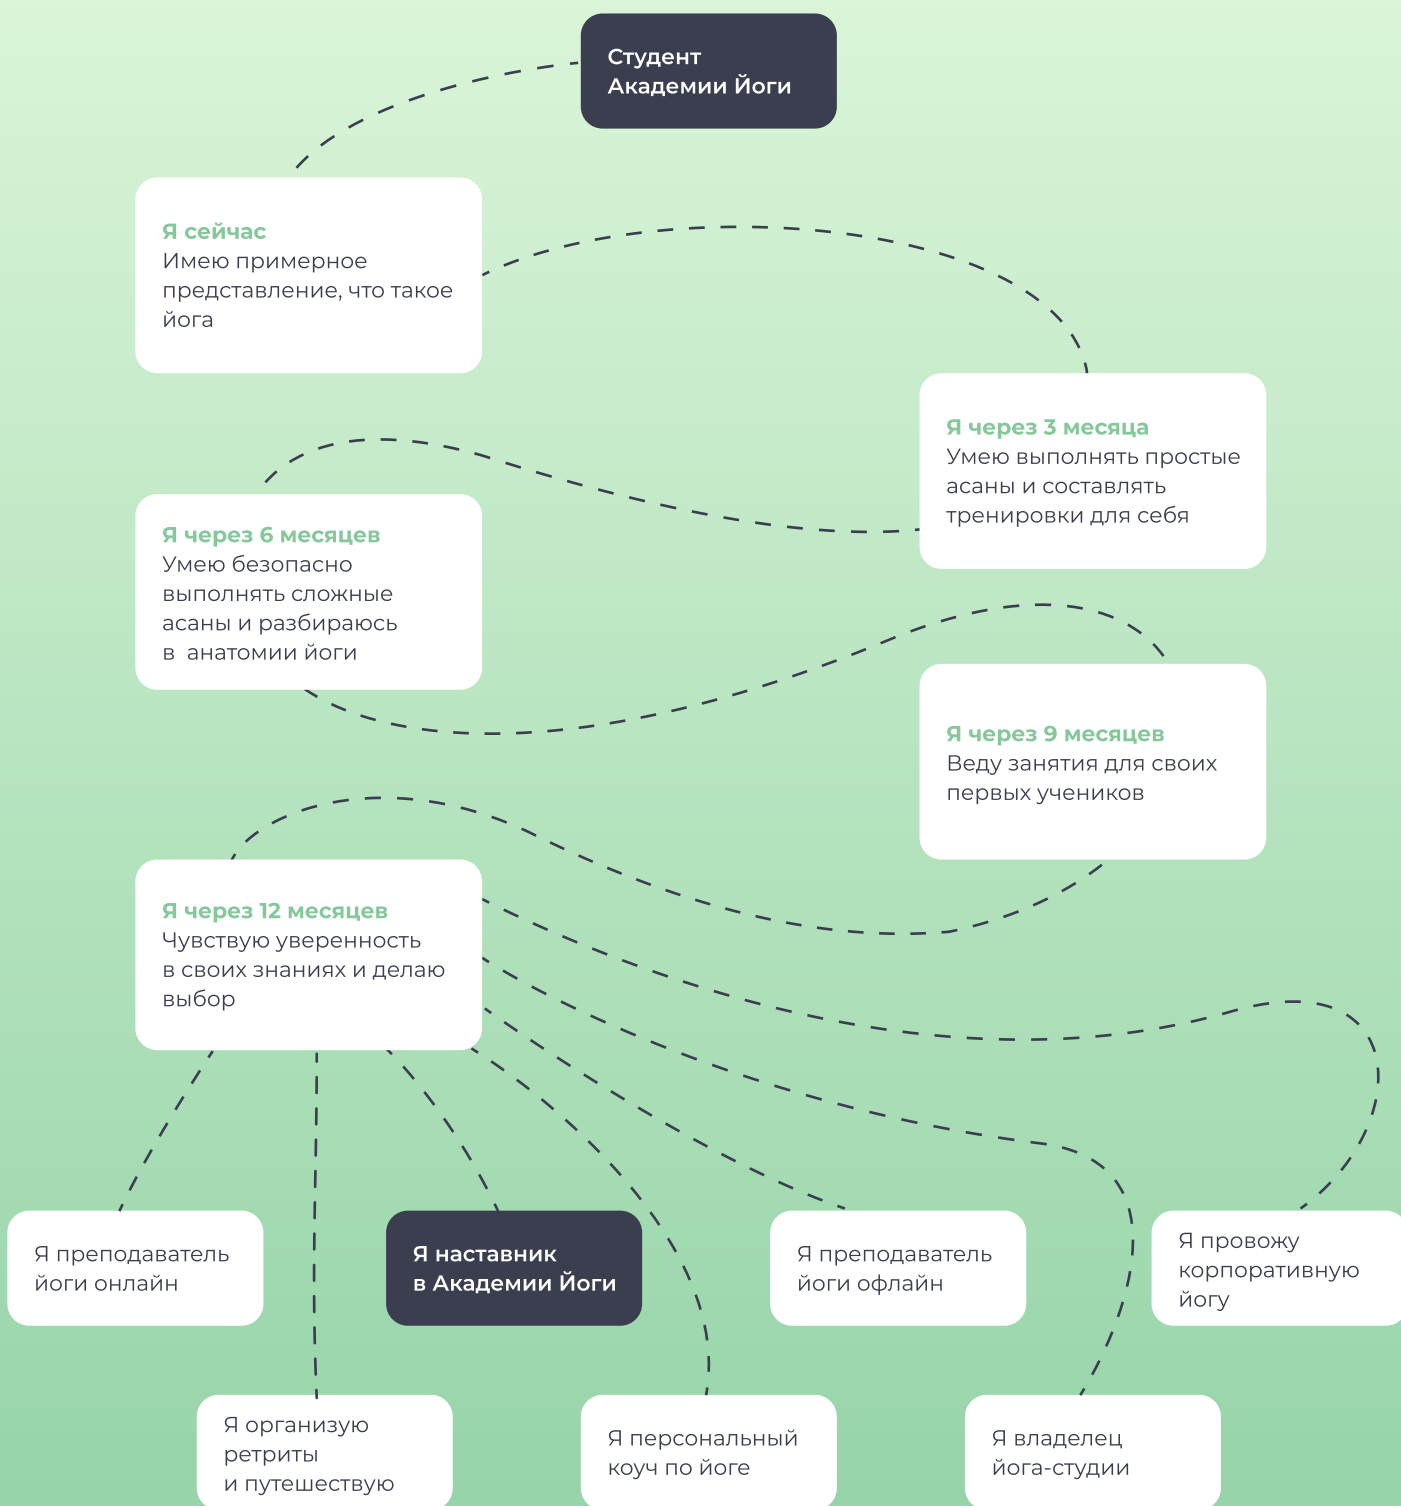 Студент
Академии Йоги
Я сейчас
Имею примерное
представление, что такое
йога
Я через 3 месяца
Умею выполнять простые
асаны и составлять
тренировки для себя
Я через 6 месяцев
Умею безопасно
выполнять сложные
асаны и разбираюсь
в  анатомии йоги
Я через 9 месяцев
Веду занятия для своих
первых учеников
Я через 12 месяцев
Чувствую уверенность
в своих знаниях и делаю
выбор
Я преподаватель
йоги онлайн
Я наставник
в Академии Йоги
Я преподаватель
йоги офлайн
Я провожу
корпоративную
йогу
Я организую
ретриты
и путешествую
Я персональный
коуч по йоге
Я владелец
йога-студии